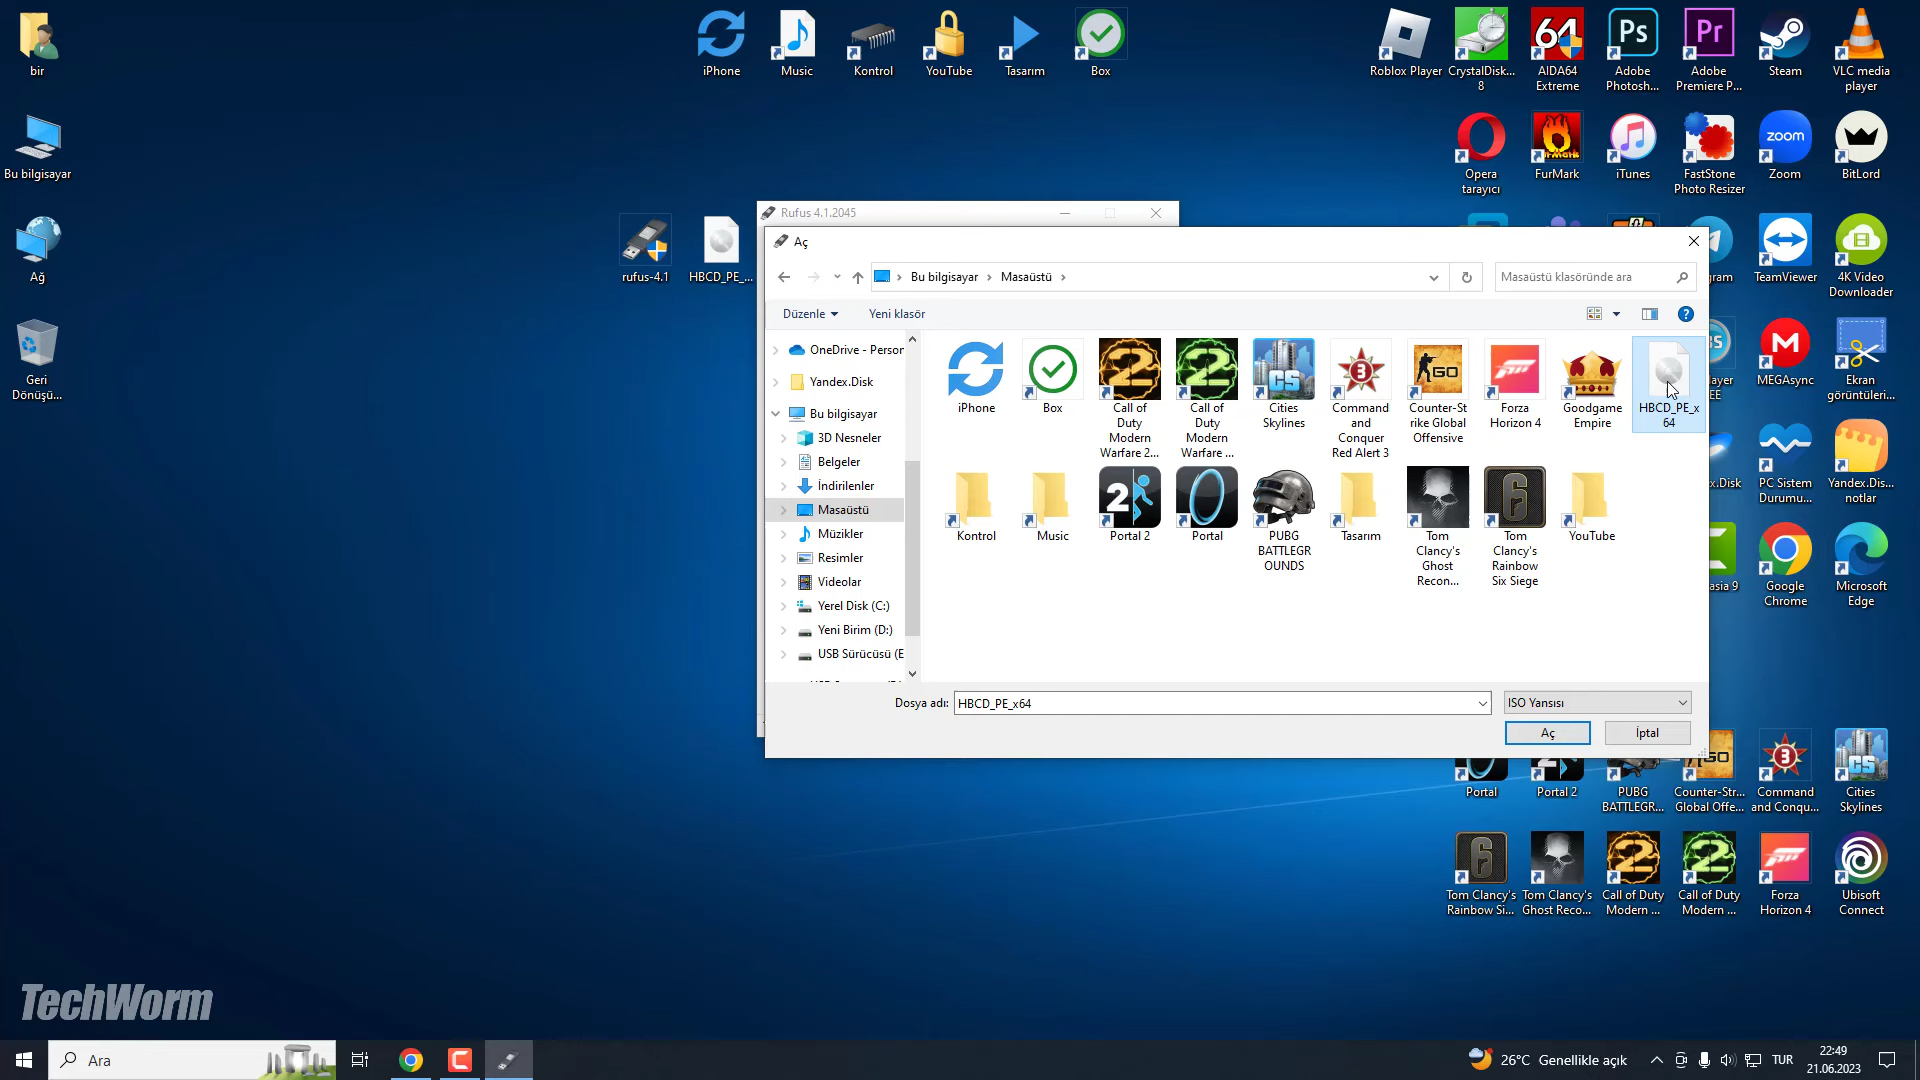 bir
iPhone
Music
Kontrol
YouTube
Tasarım
Box
Roblox Player
CrystalDisk...
8
64
AIDA64
Extreme
Ps
Adobe
Photosh...
Pr
Adobe
Premiere P...
Steam
VLC media
player
Bu bilgisayar
Opera
tarayıcı
FurMark
iTunes
FastStone
Photo Resizer
zoom
Zoom
BitLord
Ağ
rufus-4.1
HBCD_PE_...
TeamViewer
4K Video
Downloader
Geri
Dönüşü...
MEGAsync
Ekran
görüntüleri...
PC Sistem
Durumu...
Yandex.Dis...
notlar
Google
Chrome
Microsoft
Edge
Rufus 4.1.2045
Aç
Bu bilgisayar
Masaüstü
Masaüstü klasöründe ara
Düzenle
Yeni klasör
OneDrive - Person
Yandex.Disk
Bu bilgisayar
3D Nesneler
Belgeler
İndirilenler
Masaüstü
Müzikler
Resimler
Videolar
Yerel Disk (C:)
Yeni Birim (D:)
USB Sürücüsü (E
iPhone
Box
Call of
Duty
Modern
Warfare 2...
Call of
Duty
Modern
Warfare ...
CS
Cities
Skylines
3
Command
and
Conquer
Red Alert 3
GO
Counter-St
rike Global
Offensive
Forza
Horizon 4
Goodgame
Empire
HBCD_PE_x
64
Kontrol
Music
2
Portal 2
Portal
PUBG
BATTLEGR
OUNDS
Tasarım
Tom
Clancy's
Ghost
Recon...
6
Tom
Clancy's
Rainbow
Six Siege
YouTube
Dosya adı:
HBCD_PE_x64
ISO Yansısı
Aç
İptal
Portal
Portal 2
PUBG
BATTLEGR...
Counter-Str...
Global Offe...
Command
and Conqu...
Cities
Skylines
Tom Clancy's
Rainbow Si...
Tom Clancy's
Ghost Reco...
Call of Duty
Modern ...
Call of Duty
Modern ...
Forza
Horizon 4
Ubisoft
Connect
TechWorm
Ara
26°C Genellikle açık
TUR
22:49
21.06.2023